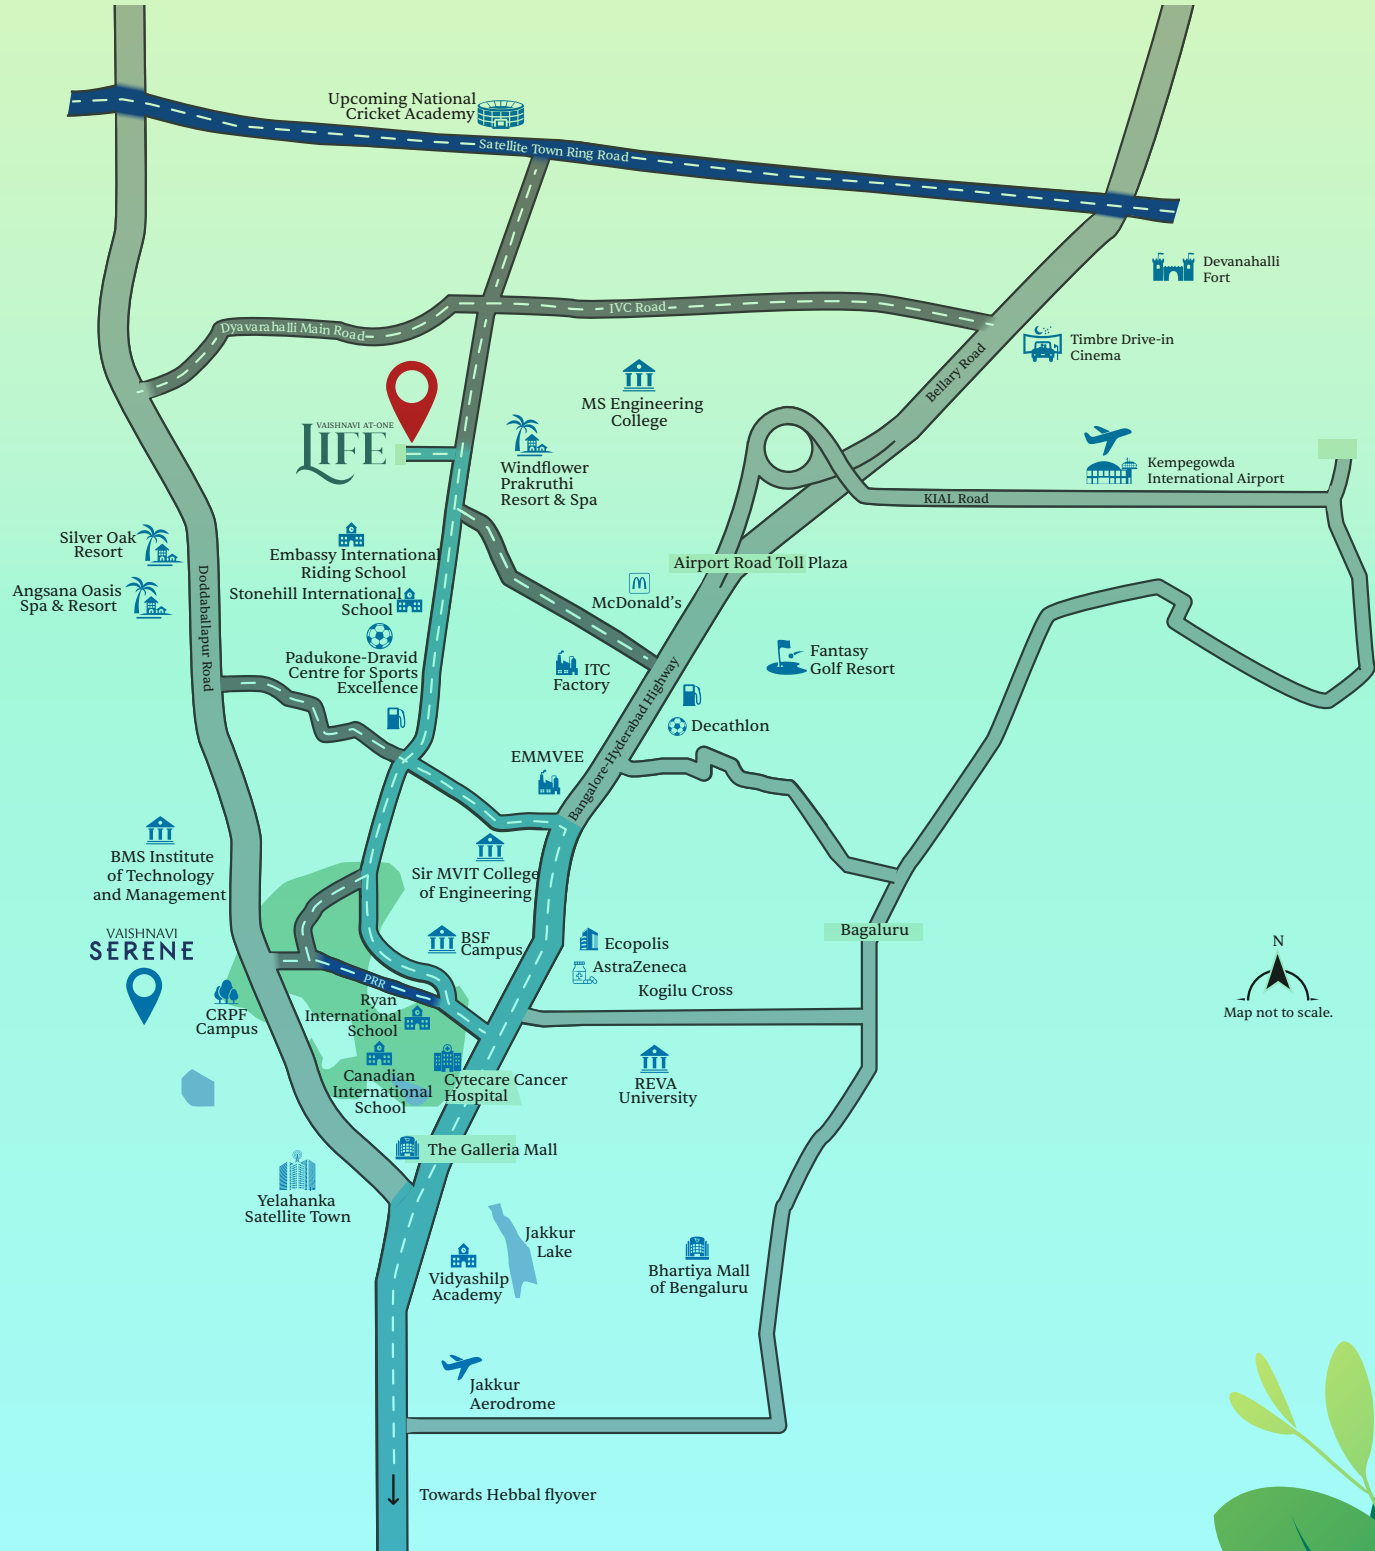 Upcoming National
Cricket Academy
Satellite Town Ring Road
Devanahalli
Fort
IVC Road
Dyavarahalli Main Road
Timbre Drive-in
Cinema
Bellary Road
MS Engineering
College
VAISHNAVI AT-ONE
LIFE
Windflower
Prakruthi
Resort & Spa
Kempegowda
International Airport
KIAL Road
Silver Oak
Resort
Embassy International
Riding School
Airport Road Toll Plaza
Angsana Oasis
Spa & Resort
Stonehill International
School
McDonald's
Doddaballapur Road
Padukone-Dravid
Centre for Sports
Excellence
ITC
Factory
Fantasy
Golf Resort
Decathlon
Bangalore-Hyderabad Highway
EMMVEE
BMS Institute
of Technology
and Management
Sir MVIT College
of Engineering
VAISHNAVI
SERENE
BSF
Campus
Ecopolis
AstraZeneca
Kogilu Cross
Bagaluru
N
Map not to scale.
PRR
CRPF
Campus
Ryan
International
School
Canadian
International
School
Cytecare Cancer
Hospital
REVA
University
The Galleria Mall
Yelahanka
Satellite Town
Jakkur
Lake
Vidyashilp
Academy
Bhartiya Mall
of Bengaluru
Jakkur
Aerodrome
Towards Hebbal flyover